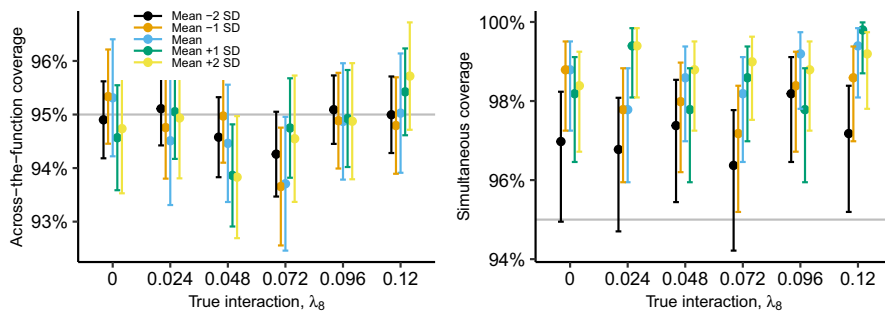 Mean −2 SD
Mean −1 SD
Mean
Mean +1 SD
Mean +2 SD
Across−the−function coverage
96%
95%
94%
93%
0 0.024 0.048 0.072 0.096 0.12
True interaction, λ8
Simultaneous coverage
100%
98%
96%
94%
0 0.024 0.048 0.072 0.096 0.12
True interaction, λ8